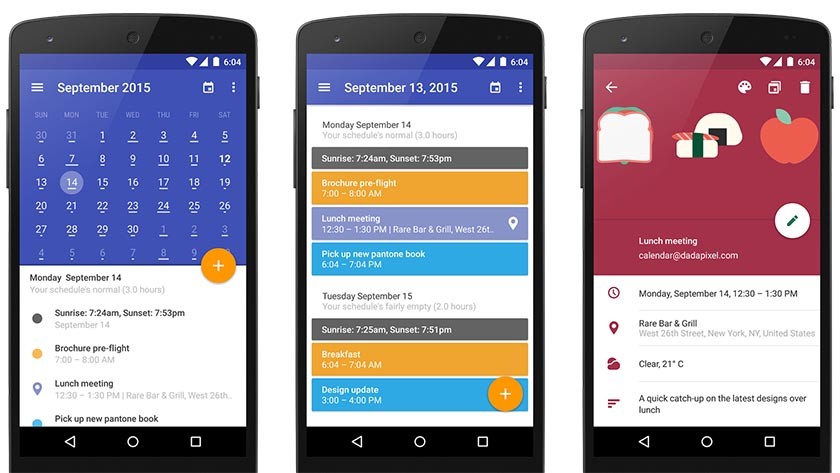 6:04
September 2015
SUN MON TUE WED THU FRI SAT
30 31 1 2 3 4 5
6 7 8 9 10 11 12
13 14 15 16 17 18 19
20 21 22 23 24 25 26
27 28 29 30 1 2 3
4 5 6 7 8
Monday September 14
Your schedule's normal (3.0 hours)
Sunrise: 7:24am, Sunset: 7:53pm
September 14
Brochure pre-flight
7:00 – 8:00 AM
Lunch meeting
12:30 – 1:30 PM | Rare Bar & Grill, West 26th..
Pick up new pantone book
6:04
September 13, 2015
Monday September 14
Your schedule's normal (3.0 hours)
Sunrise: 7:24am, Sunset: 7:53pm
Brochure pre-flight
7:00 – 8:00 AM
Lunch meeting
12:30 – 1:30 PM | Rare Bar & Grill, West 26t..
Pick up new pantone book
6:04 – 7:04 PM
Tuesday September 15
Your schedule's fairly empty (2.0 hours)
Sunrise: 7:25am, Sunset: 7:51pm
Breakfast
6:04 – 7:04 AM
Design update
3:00 – 4:00 PM
6:04
Lunch meeting
calendar@dadapixel.com
Monday, September 14, 12:30 – 1:30 PM
Rare Bar & Grill
West 26th Street, New York, NY, United States
Clear, 21° C
A quick catch-up on the latest designs over
lunch